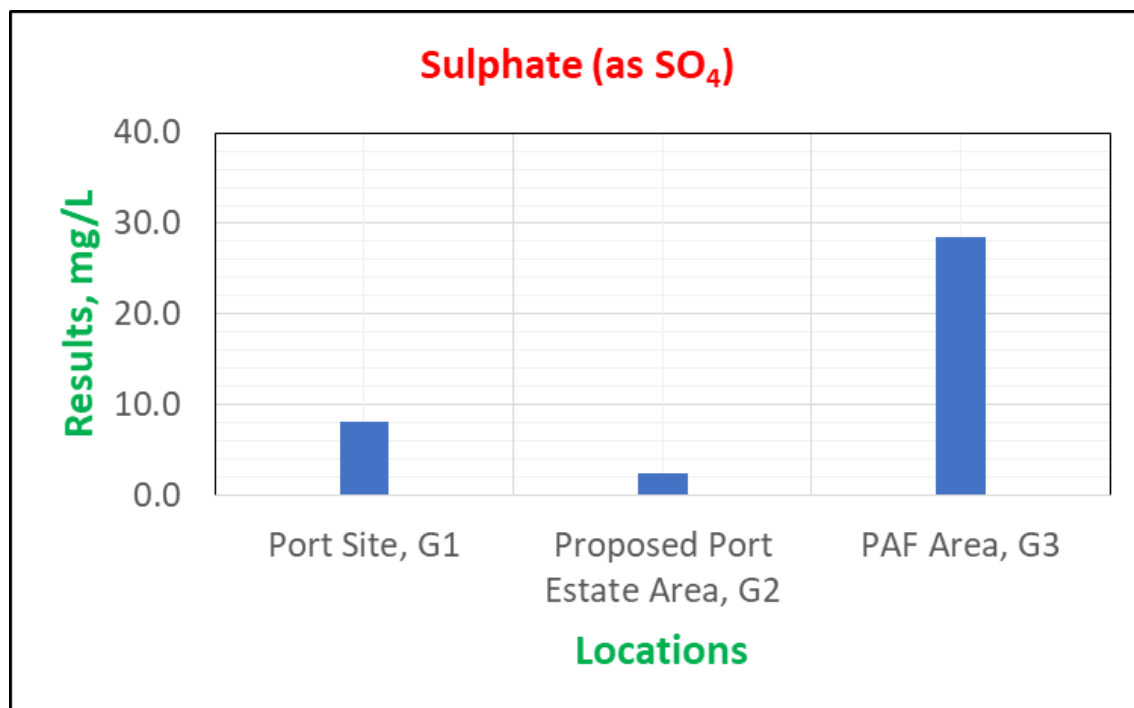 Sulphate (as SO₄)
Results, mg/L
40.0
30.0
20.0
10.0
0.0
Port Site, G1
Proposed Port
Estate Area, G2
PAF Area, G3
Locations